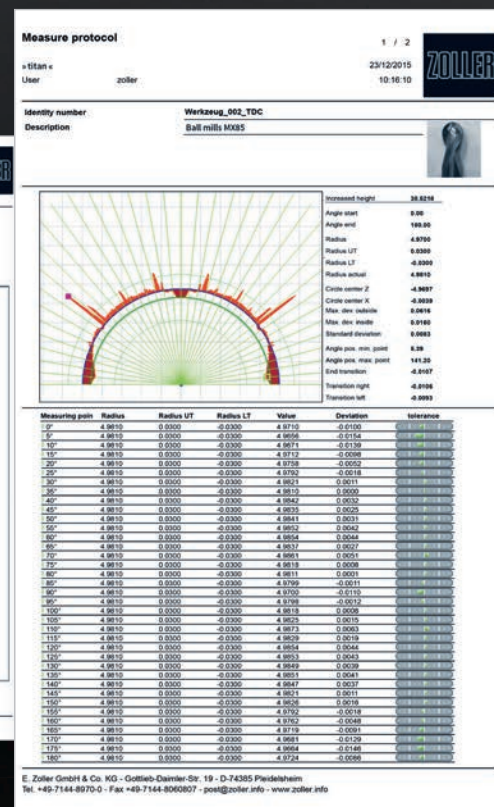 Measure protocol
1 / 2
ZOLLER
» titan «
23/12/2015
User zoller
10:16:10
Identity number Werkzeug_002_TDC
Description Ball mills MX85
Increased height 38.8216
Angle start 0.00
Angle end 180.00
Radius 4.9750
Radius UT 0.0300
Radius LT -0.0300
Radius actual 4.9810
Circle center Z -4.9697
Circle center X -0.0039
Max. dev. outside 0.0616
Max. dev. inside 0.0160
Standard deviation 0.0083
Angle pos. min. point 5.39
Angle pos. max. point 141.20
End transition -0.0107
Transition right -0.0106
Transition left -0.0093
Measuring poin Radius Radius UT Radius LT Value Deviation tolerance
0° 4.9810 0.0300 -0.0300 4.9710 -0.0100
5° 4.9810 0.0300 -0.0300 4.9656 -0.0154
10° 4.9810 0.0300 -0.0300 4.9671 -0.0139
15° 4.9810 0.0300 -0.0300 4.9712 -0.0098
20° 4.9810 0.0300 -0.0300 4.9758 -0.0052
25° 4.9810 0.0300 -0.0300 4.9792 -0.0018
30° 4.9810 0.0300 -0.0300 4.9821 0.0011
35° 4.9810 0.0300 -0.0300 4.9810 0.0000
40° 4.9810 0.0300 -0.0300 4.9842 0.0032
45° 4.9810 0.0300 -0.0300 4.9835 0.0025
50° 4.9810 0.0300 -0.0300 4.9841 0.0031
55° 4.9810 0.0300 -0.0300 4.9852 0.0042
60° 4.9810 0.0300 -0.0300 4.9854 0.0044
65° 4.9810 0.0300 -0.0300 4.9837 0.0027
70° 4.9810 0.0300 -0.0300 4.9861 0.0051
75° 4.9810 0.0300 -0.0300 4.9818 0.0008
80° 4.9810 0.0300 -0.0300 4.9811 0.0001
85° 4.9810 0.0300 -0.0300 4.9799 -0.0011
90° 4.9810 0.0300 -0.0300 4.9700 -0.0110
95° 4.9810 0.0300 -0.0300 4.9798 -0.0012
100° 4.9810 0.0300 -0.0300 4.9818 0.0008
105° 4.9810 0.0300 -0.0300 4.9825 0.0015
110° 4.9810 0.0300 -0.0300 4.9873 0.0063
115° 4.9810 0.0300 -0.0300 4.9829 0.0019
120° 4.9810 0.0300 -0.0300 4.9854 0.0044
125° 4.9810 0.0300 -0.0300 4.9853 0.0043
130° 4.9810 0.0300 -0.0300 4.9849 0.0039
135° 4.9810 0.0300 -0.0300 4.9851 0.0041
140° 4.9810 0.0300 -0.0300 4.9847 0.0037
145° 4.9810 0.0300 -0.0300 4.9821 0.0011
150° 4.9810 0.0300 -0.0300 4.9826 0.0016
155° 4.9810 0.0300 -0.0300 4.9792 -0.0018
160° 4.9810 0.0300 -0.0300 4.9762 -0.0048
165° 4.9810 0.0300 -0.0300 4.9719 -0.0091
170° 4.9810 0.0300 -0.0300 4.9681 -0.0129
175° 4.9810 0.0300 -0.0300 4.9664 -0.0146
180° 4.9810 0.0300 -0.0300 4.9724 -0.0086
E. Zoller GmbH & Co. KG - Gottlieb-Daimler-Str. 19 - D-74385 Pleidelsheim
Tel. +49-7144-8970-0 - Fax +49-7144-8060807 - post@zoller.info - www.zoller.info